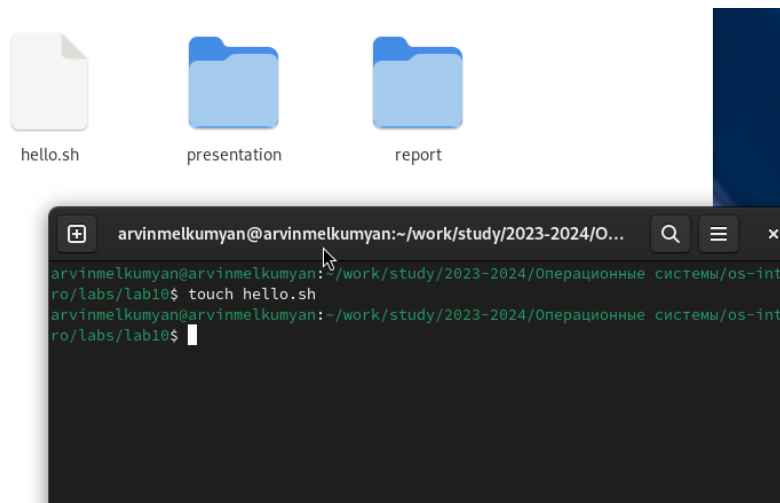 hello.sh
presentation
report
arvinmelkumyan@arvinmelkumyan:~/work/study/2023-2024/O...
arvinmelkumyan@arvinmelkumyan:~/work/study/2023-2024/Операционные системы/os-int
ro/labs/lab10$ touch hello.sh
arvinmelkumyan@arvinmelkumyan:~/work/study/2023-2024/Операционные системы/os-int
ro/labs/lab10$